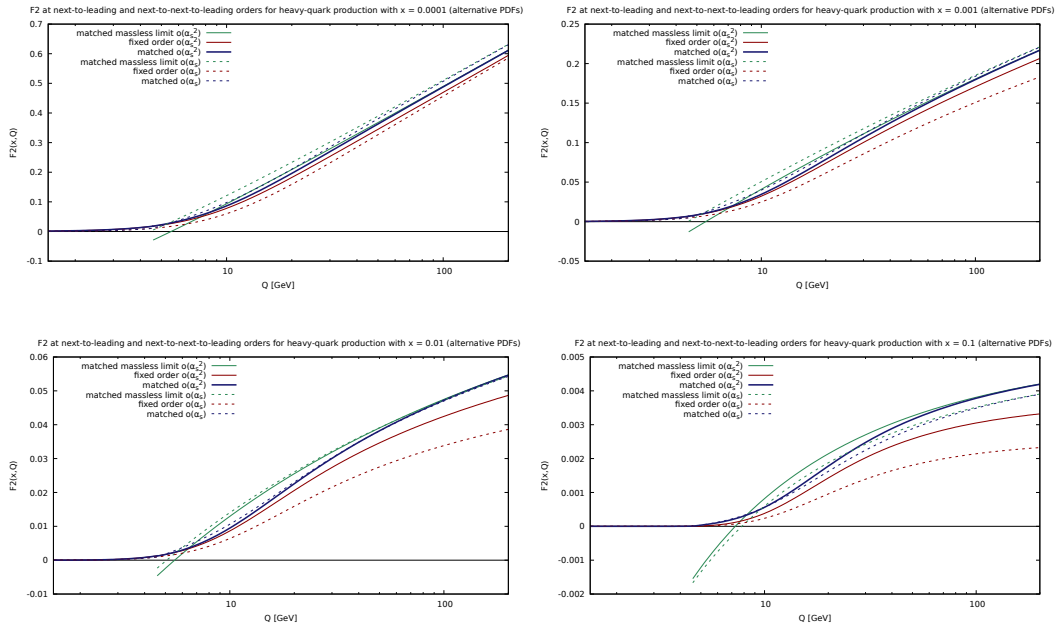 F2 at next-to-leading and next-to-next-to-leading orders for heavy-quark production with x = 0.0001 (alternative PDFs)
matched massless limit o(αₛ²)
fixed order o(αₛ²)
matched o(αₛ²)
matched massless limit o(αₛ)
fixed order o(αₛ)
matched o(αₛ)
0.7
0.6
0.5
0.4
0.3
0.2
0.1
0
-0.1
F2(x,Q)
10
100
Q [GeV]
F2 at next-to-leading and next-to-next-to-leading orders for heavy-quark production with x = 0.001 (alternative PDFs)
matched massless limit o(αₛ²)
fixed order o(αₛ²)
matched o(αₛ²)
matched massless limit o(αₛ)
fixed order o(αₛ)
matched o(αₛ)
0.25
0.2
0.15
0.1
0.05
0
-0.05
F2(x,Q)
10
100
Q [GeV]
F2 at next-to-leading and next-to-next-to-leading orders for heavy-quark production with x = 0.01 (alternative PDFs)
matched massless limit o(αₛ²)
fixed order o(αₛ²)
matched o(αₛ²)
matched massless limit o(αₛ)
fixed order o(αₛ)
matched o(αₛ)
0.06
0.05
0.04
0.03
0.02
0.01
0
-0.01
F2(x,Q)
10
100
Q [GeV]
F2 at next-to-leading and next-to-next-to-leading orders for heavy-quark production with x = 0.1 (alternative PDFs)
matched massless limit o(αₛ²)
fixed order o(αₛ²)
matched o(αₛ²)
matched massless limit o(αₛ)
fixed order o(αₛ)
matched o(αₛ)
0.005
0.004
0.003
0.002
0.001
0
-0.001
-0.002
F2(x,Q)
10
100
Q [GeV]